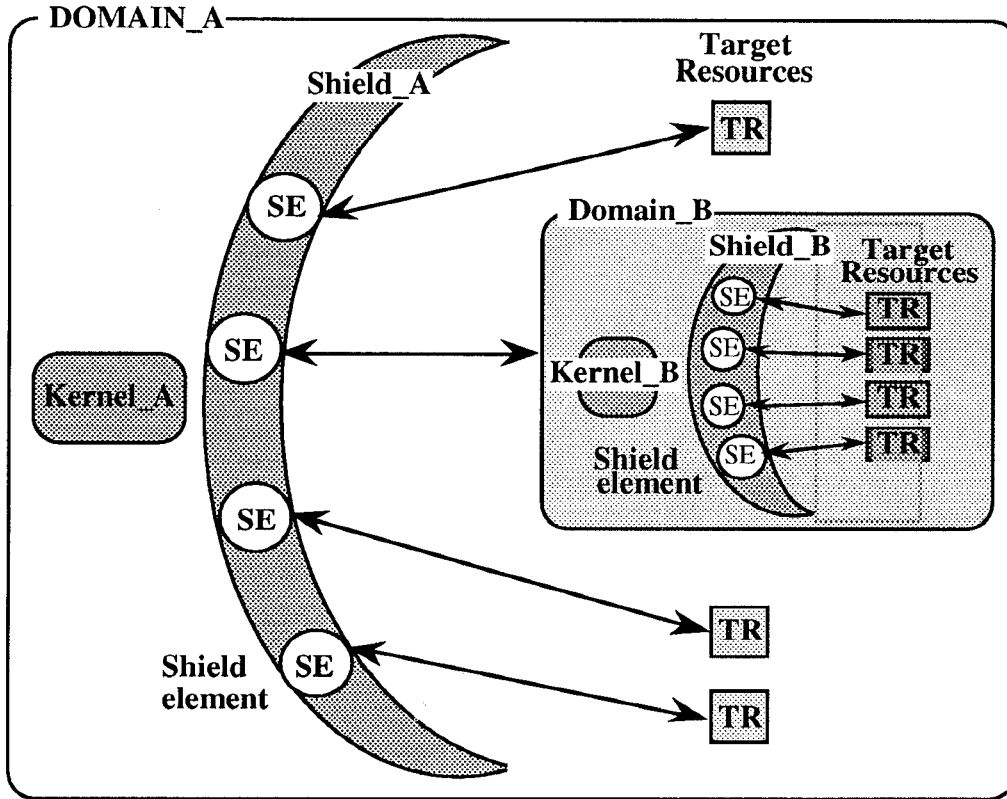 DOMAIN_A
Shield_A
Target
Resources
TR
SE
Domain_B
Shield_B
Target
Resources
SE
TR
SE
TR
Kernel_B
SE
TR
SE
TR
Shield
element
SE
Kernel_A
SE
TR
Shield
element
SE
TR